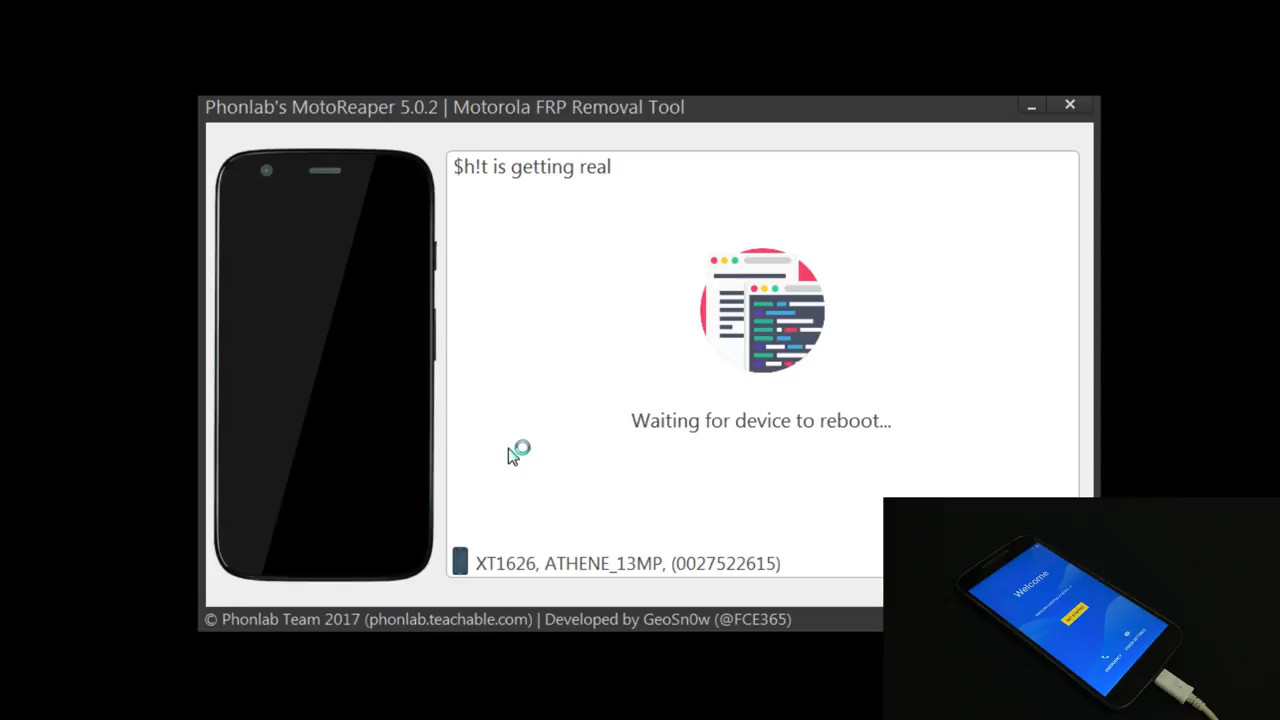 Phonlab's MotoReaper 5.0.2 | Motorola FRP Removal Tool
$h!t is getting real
Waiting for device to reboot...
XT1626, ATHENE_13MP, (0027522615)
© Phonlab Team 2017 (phonlab.teachable.com) | Developed by GeoSn0w (@FCE365)
Welcome